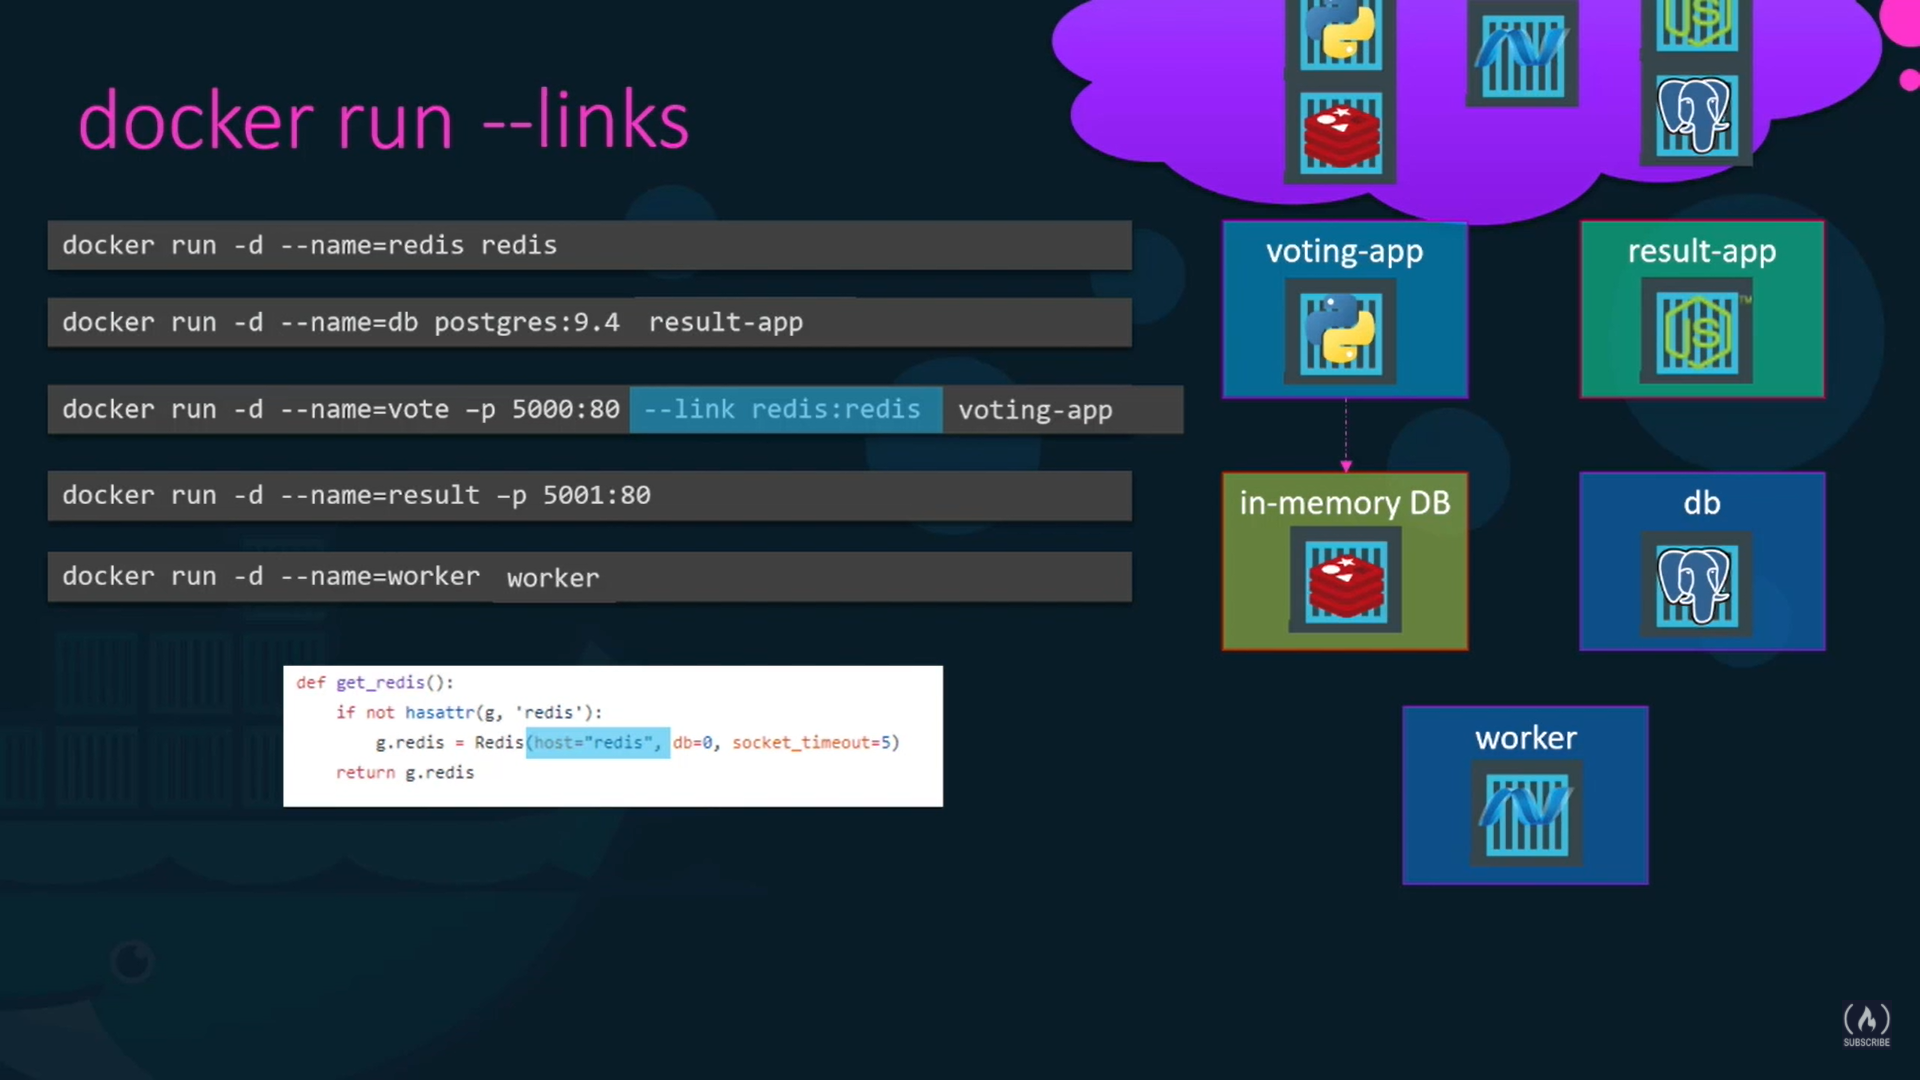 docker run --links
docker run -d --name=redis redis
docker run -d --name=db postgres:9.4 result-app
docker run -d --name=vote –p 5000:80 --link redis:redis voting-app
docker run -d --name=result –p 5001:80
docker run -d --name=worker worker
def get_redis():
    if not hasattr(g, 'redis'):
        g.redis = Redis(host="redis", db=0, socket_timeout=5)
    return g.redis
JS
voting-app
result-app
JS
TM
in-memory DB
db
worker
SUBSCRIBE